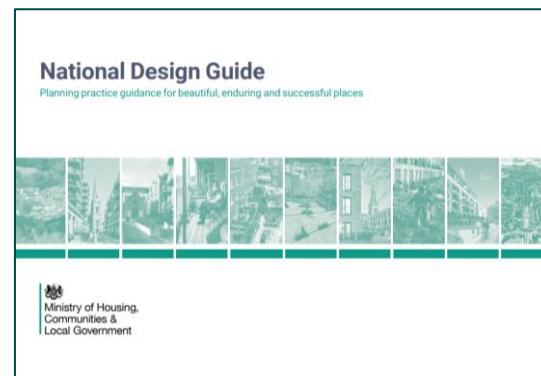 National Design Guide
Planning practice guidance for beautiful, enduring and successful places
Ministry of Housing,
Communities &
Local Government